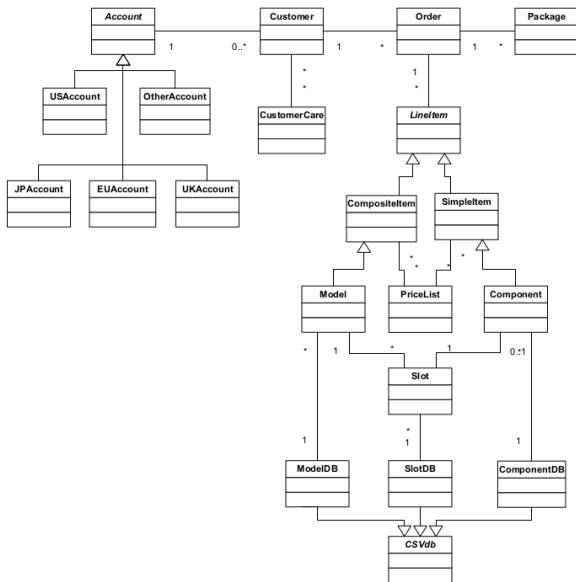 Account
Customer
Order
Package
1
0..*
1
*
1
*
*
*
1
*
USAccount
OtherAccount
CustomerCare
LineItem
JPAccount
EUAccount
UKAccount
CompositeItem
SimpleItem
*
*
*
*
Model
PriceList
Component
*
1
*
1
0..1
*
Slot
*
1
1
1
ModelDB
SlotDB
ComponentDB
CSVdb